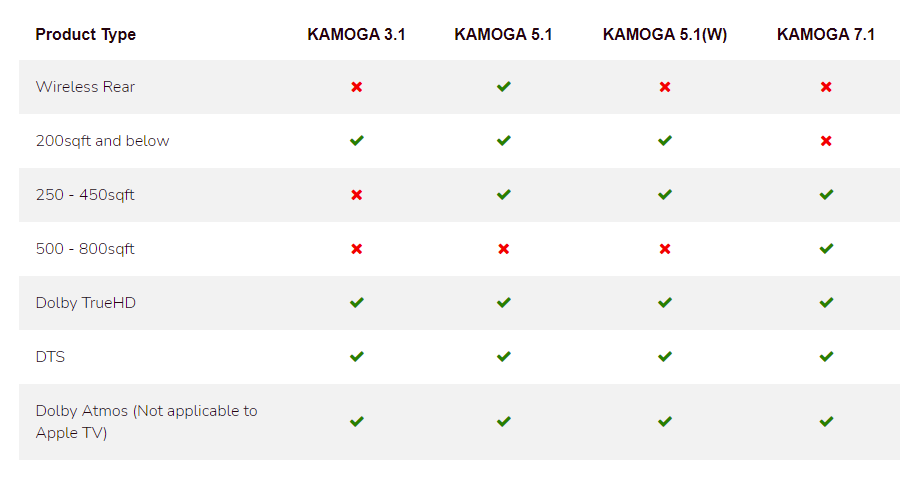 Product Type KAMOGA 3.1 KAMOGA 5.1 KAMOGA 5.1(W) KAMOGA 7.1
Wireless Rear ✖ ✔ ✖ ✖
200sqft and below ✔ ✔ ✔ ✖
250 - 450sqft ✖ ✔ ✔ ✔
500 - 800sqft ✖ ✖ ✖ ✔
Dolby TrueHD ✔ ✔ ✔ ✔
DTS ✔ ✔ ✔ ✔
Dolby Atmos (Not applicable to
Apple TV) ✔ ✔ ✔ ✔